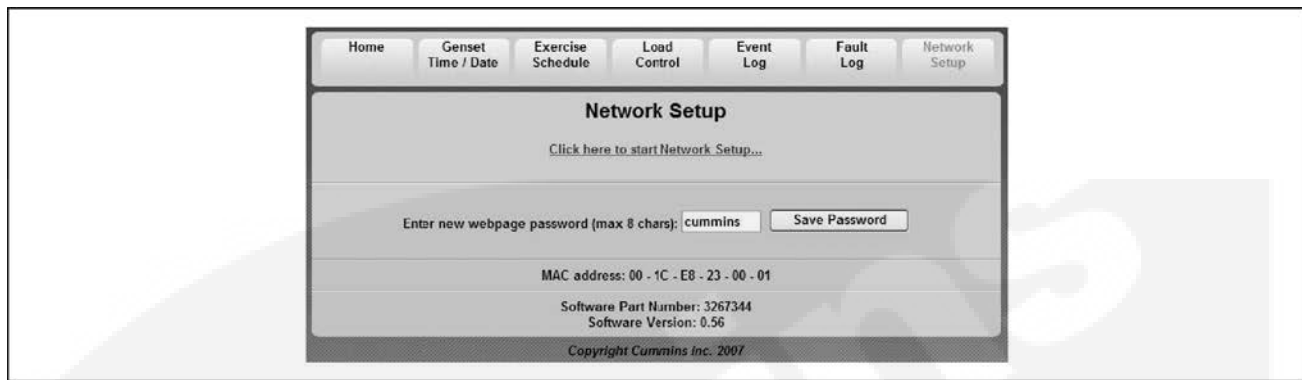 Home
Genset Time / Date
Exercise Schedule
Load Control
Event Log
Fault Log
Network Setup
Network Setup
Click here to start Network Setup...
Enter new webpage password (max 8 chars): cummins Save Password
MAC address: 00 - 1C - E8 - 23 - 00 - 01
Software Part Number: 3267344
Software Version: 0.56
Copyright Cummins Inc. 2007